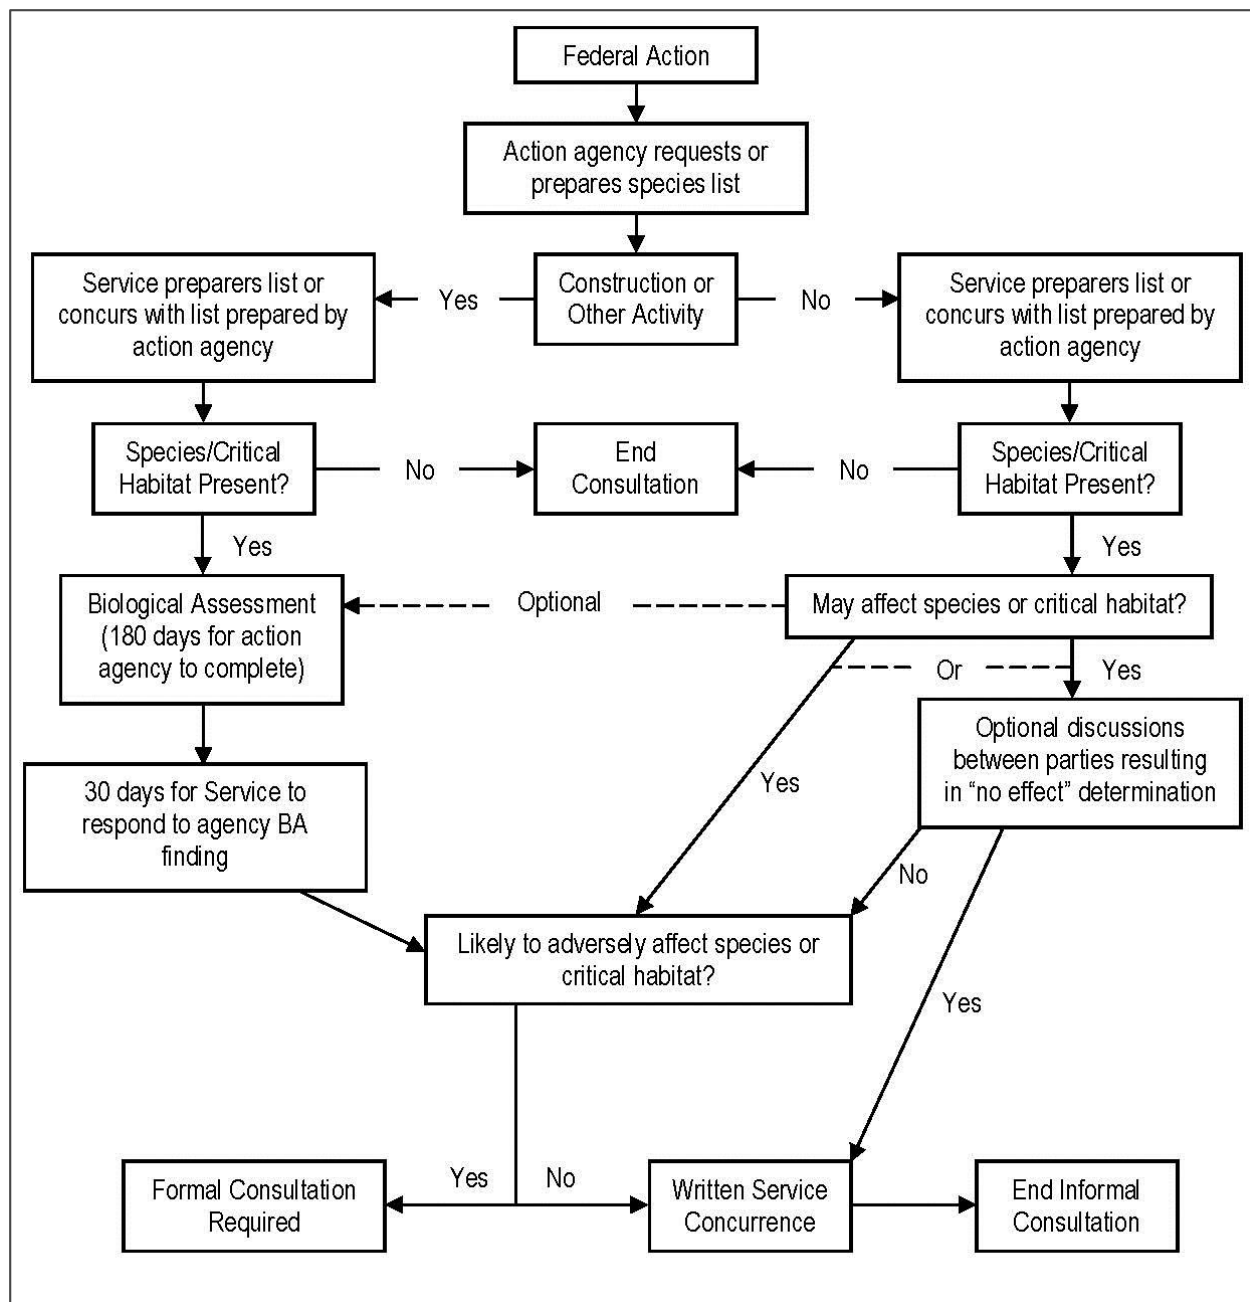 Federal Action
Action agency requests or
prepares species list
Service preparers list or
concurs with list prepared by
action agency
Yes
Construction or
Other Activity
No
Service preparers list or
concurs with list prepared by
action agency
Species/Critical
Habitat Present?
No
End
Consultation
No
Species/Critical
Habitat Present?
Yes
Yes
Biological Assessment
(180 days for action
agency to complete)
Optional
May affect species or critical habitat?
Or
Yes
Optional discussions
between parties resulting
in “no effect” determination
Yes
30 days for Service to
respond to agency BA
finding
No
Likely to adversely affect species or
critical habitat?
Yes
Yes
No
Formal Consultation
Required
Written Service
Concurrence
End Informal
Consultation